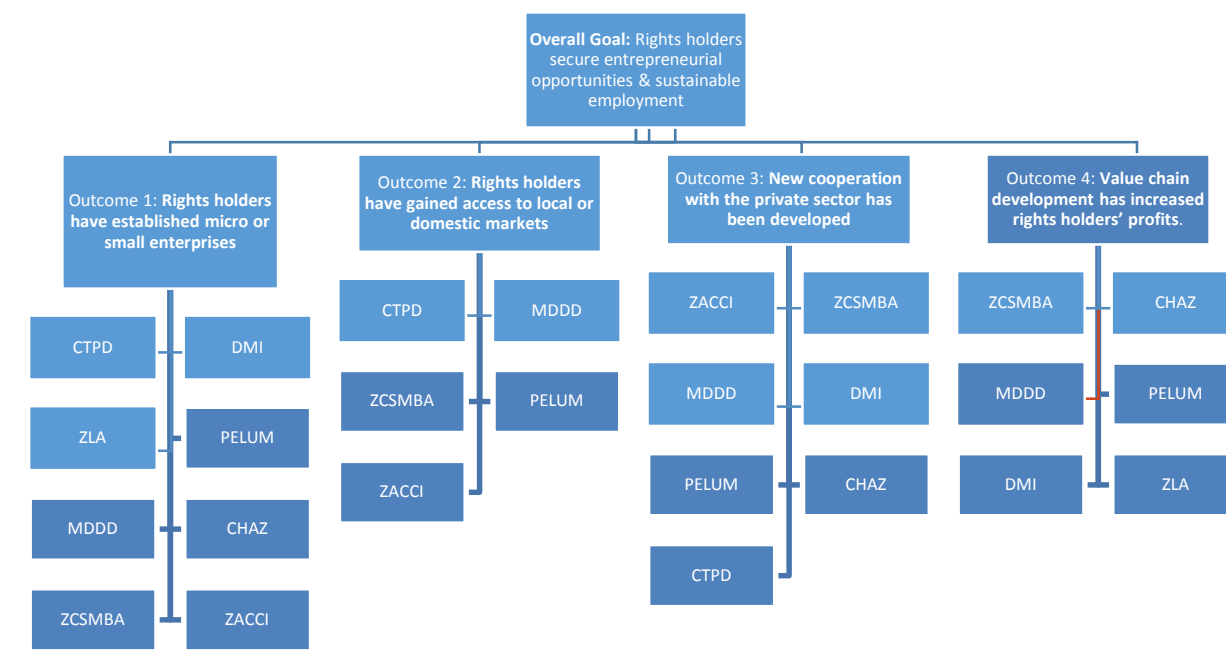 Overall Goal: Rights holders
secure entrepreneurial
opportunities & sustainable
employment
Outcome 1: Rights holders
have established micro or
small enterprises
Outcome 2: Rights holders
have gained access to local or
domestic markets
Outcome 3: New cooperation
with the private sector has
been developed
Outcome 4: Value chain
development has increased
rights holders’ profits.
CTPD
DMI
ZLA
PELUM
MDDD
CHAZ
ZCSMBA
ZACCI
CTPD
MDDD
ZCSMBA
PELUM
ZACCI
ZACCI
ZCSMBA
MDDD
DMI
PELUM
CHAZ
CTPD
ZCSMBA
CHAZ
MDDD
PELUM
DMI
ZLA